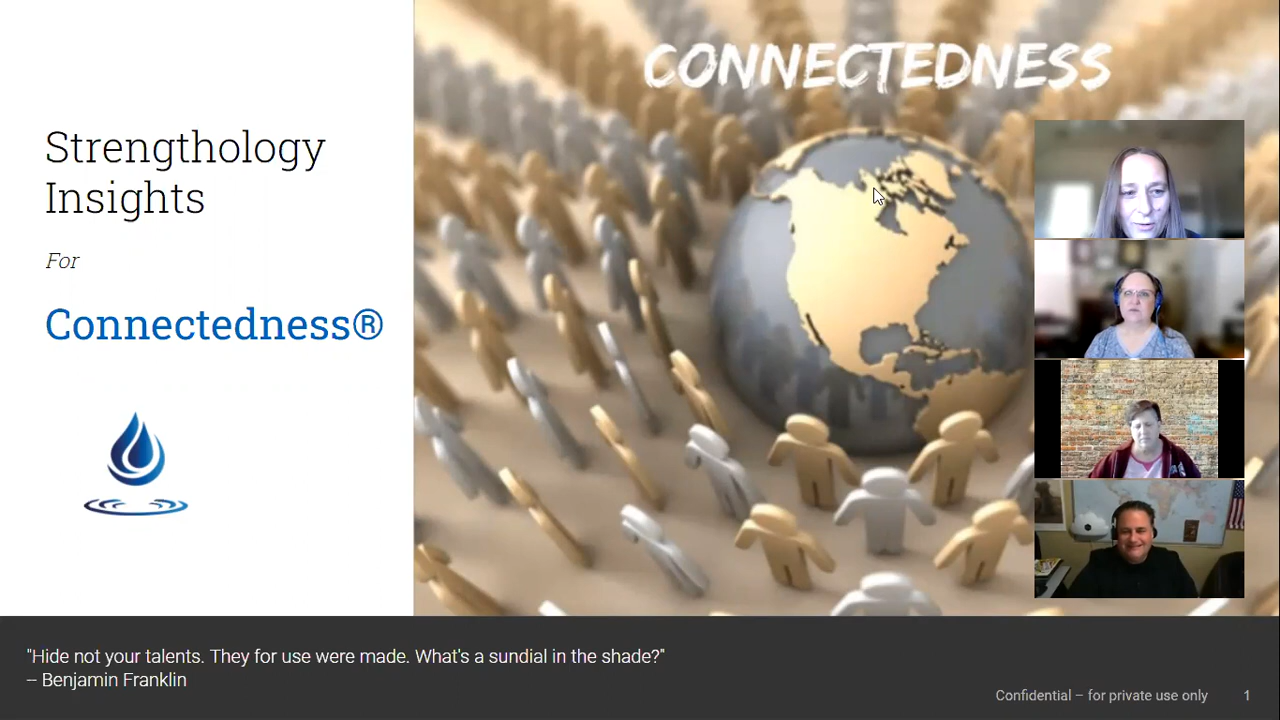 CONNECTEDNESS
Strengthology
Insights
For
Connectedness®
"Hide not your talents. They for use were made. What's a sundial in the shade?"
– Benjamin Franklin
Confidential – for private use only
1